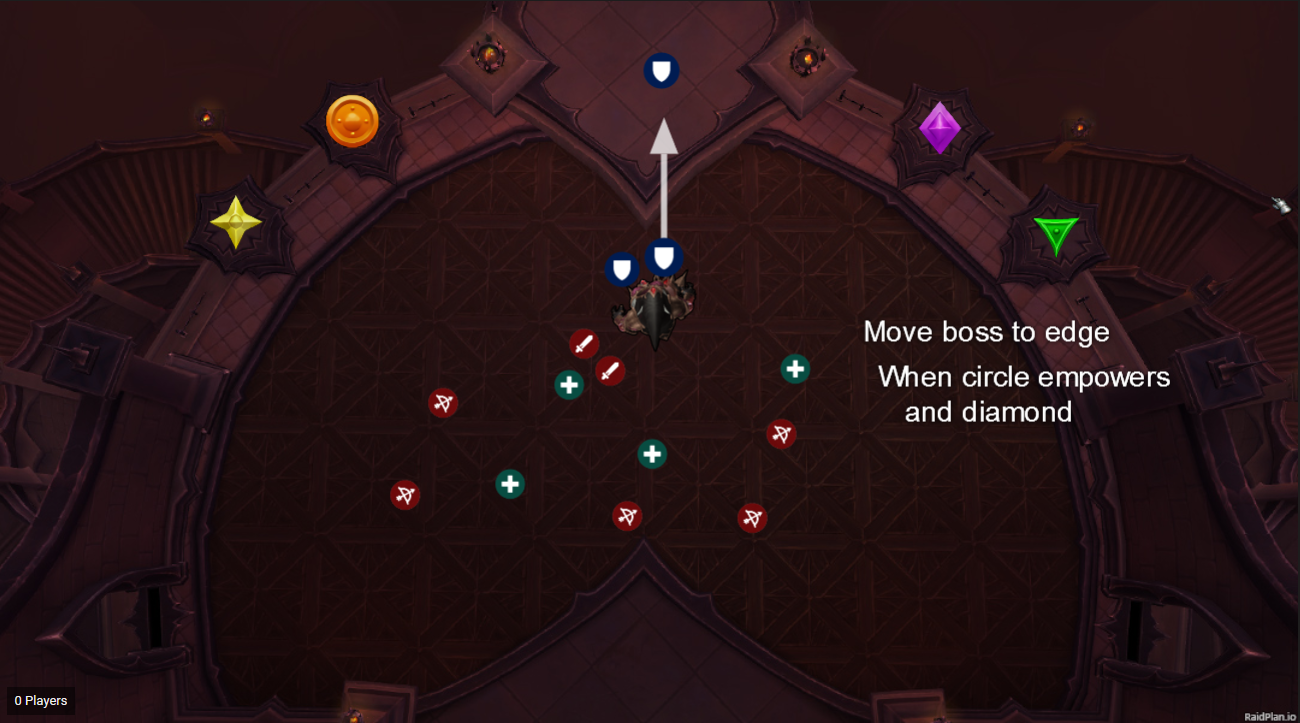 Move boss to edge
When circle empowers
and diamond
0 Players
RaidPlan.io